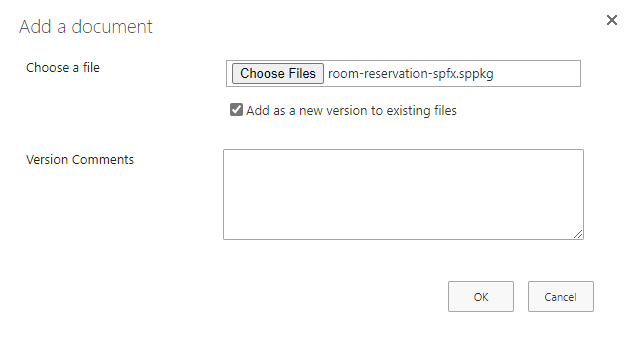 Add a document
Choose a file
Choose Files room-reservation-spfx.sppkg
Add as a new version to existing files
Version Comments
OK
Cancel